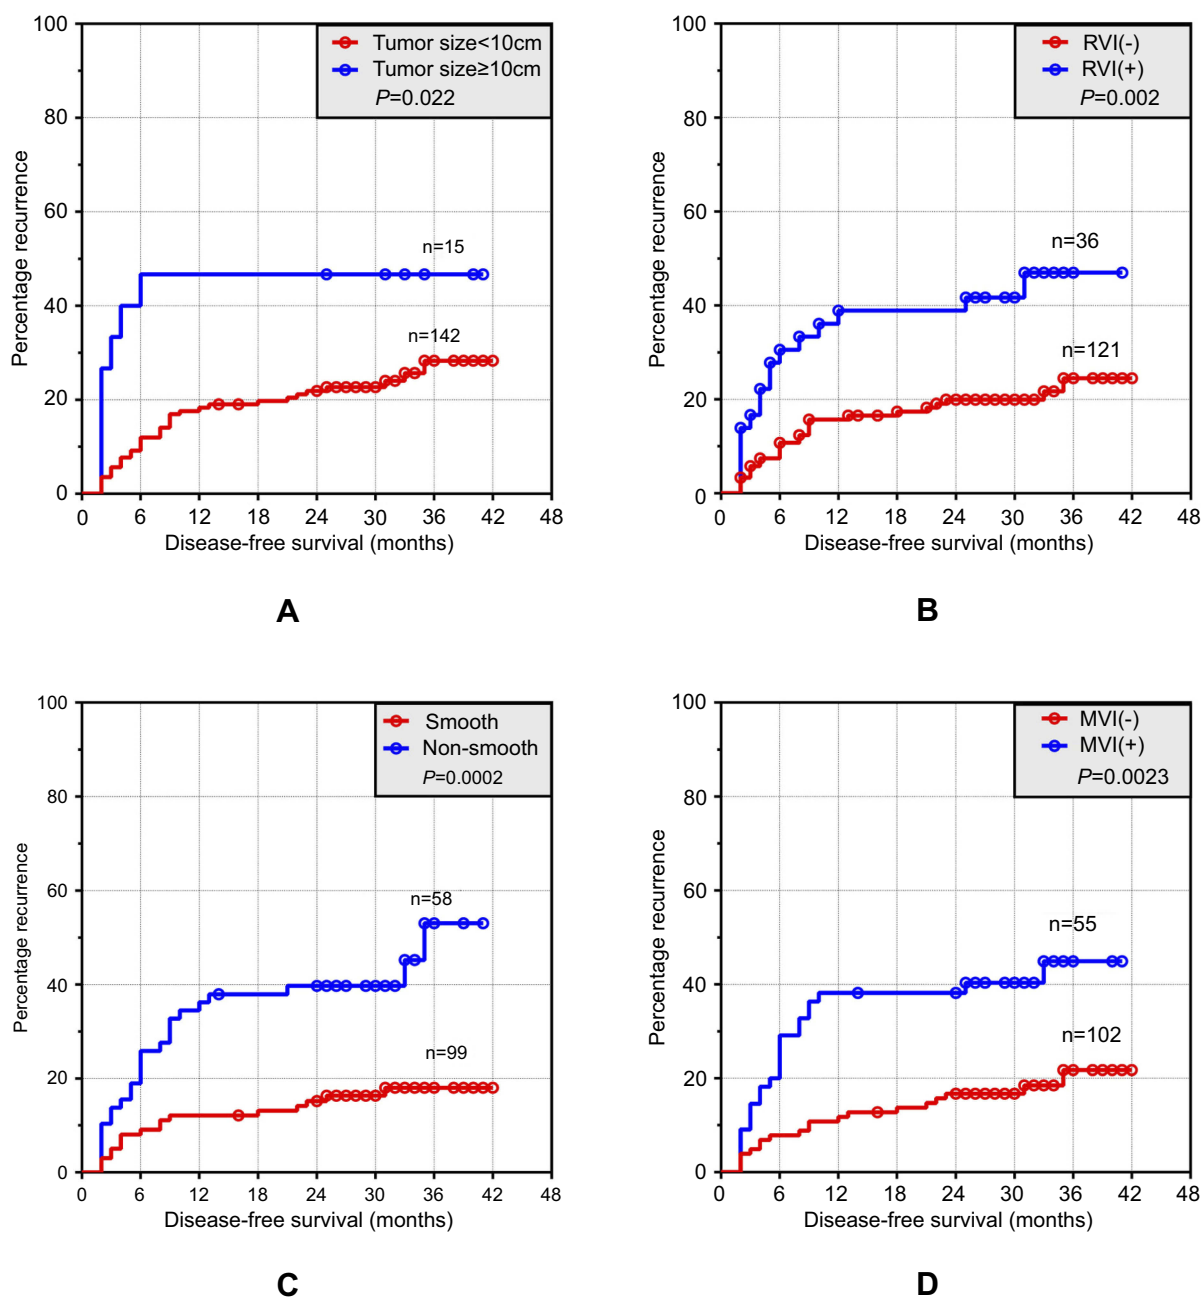 100
80
60
40
20
0
Percentage recurrence
Tumor size<10cm
Tumor size≥10cm
P=0.022
n=15
n=142
0 6 12 18 24 30 36 42 48
Disease-free survival (months)
A
100
80
60
40
20
0
Percentage recurrence
RVI(-)
RVI(+)
P=0.002
n=36
n=121
0 6 12 18 24 30 36 42 48
Disease-free survival (months)
B
100
80
60
40
20
0
Percentage recurrence
Smooth
Non-smooth
P=0.0002
n=58
n=99
0 6 12 18 24 30 36 42 48
Disease-free survival (months)
C
100
80
60
40
20
0
Percentage recurrence
MVI(-)
MVI(+)
P=0.0023
n=55
n=102
0 6 12 18 24 30 36 42 48
Disease-free survival (months)
D